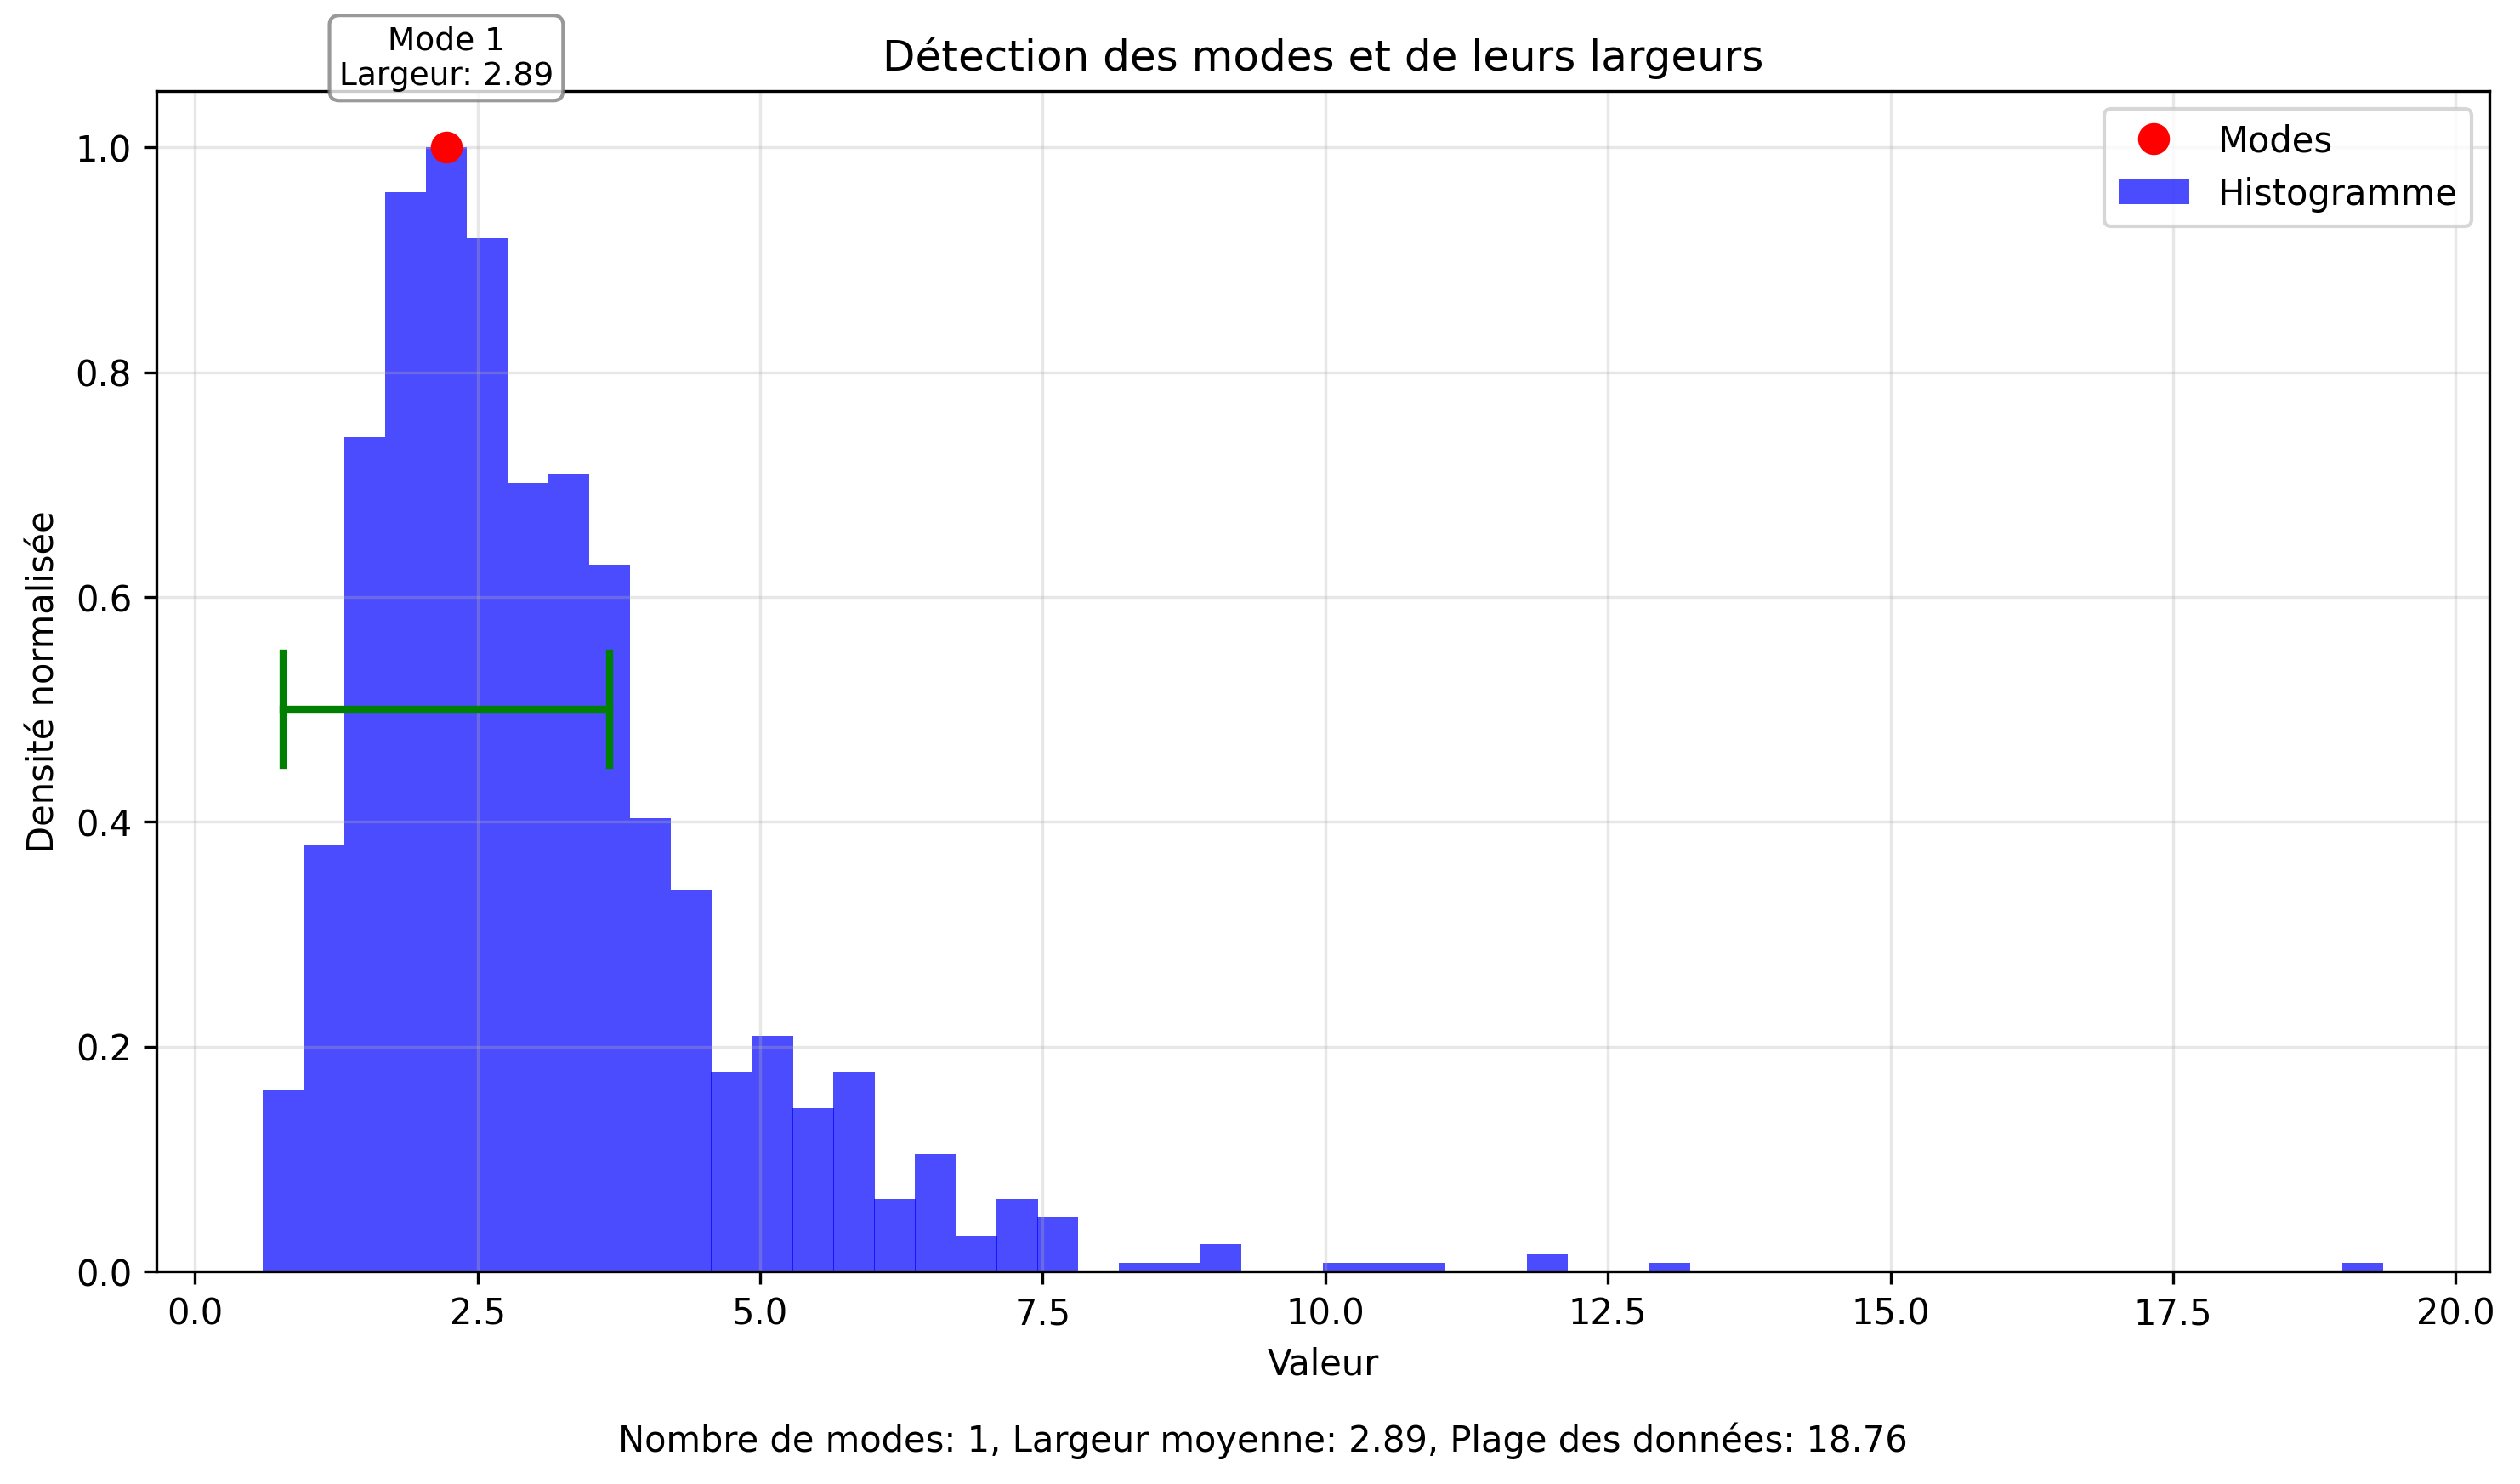 Mode 1
Largeur: 2.89
Détection des modes et de leurs largeurs
Modes
Histogramme
Densité normalisée
1.0
0.8
0.6
0.4
0.2
0.0
0.0 2.5 5.0 7.5 10.0 12.5 15.0 17.5 20.0
Valeur
Nombre de modes: 1, Largeur moyenne: 2.89, Plage des données: 18.76